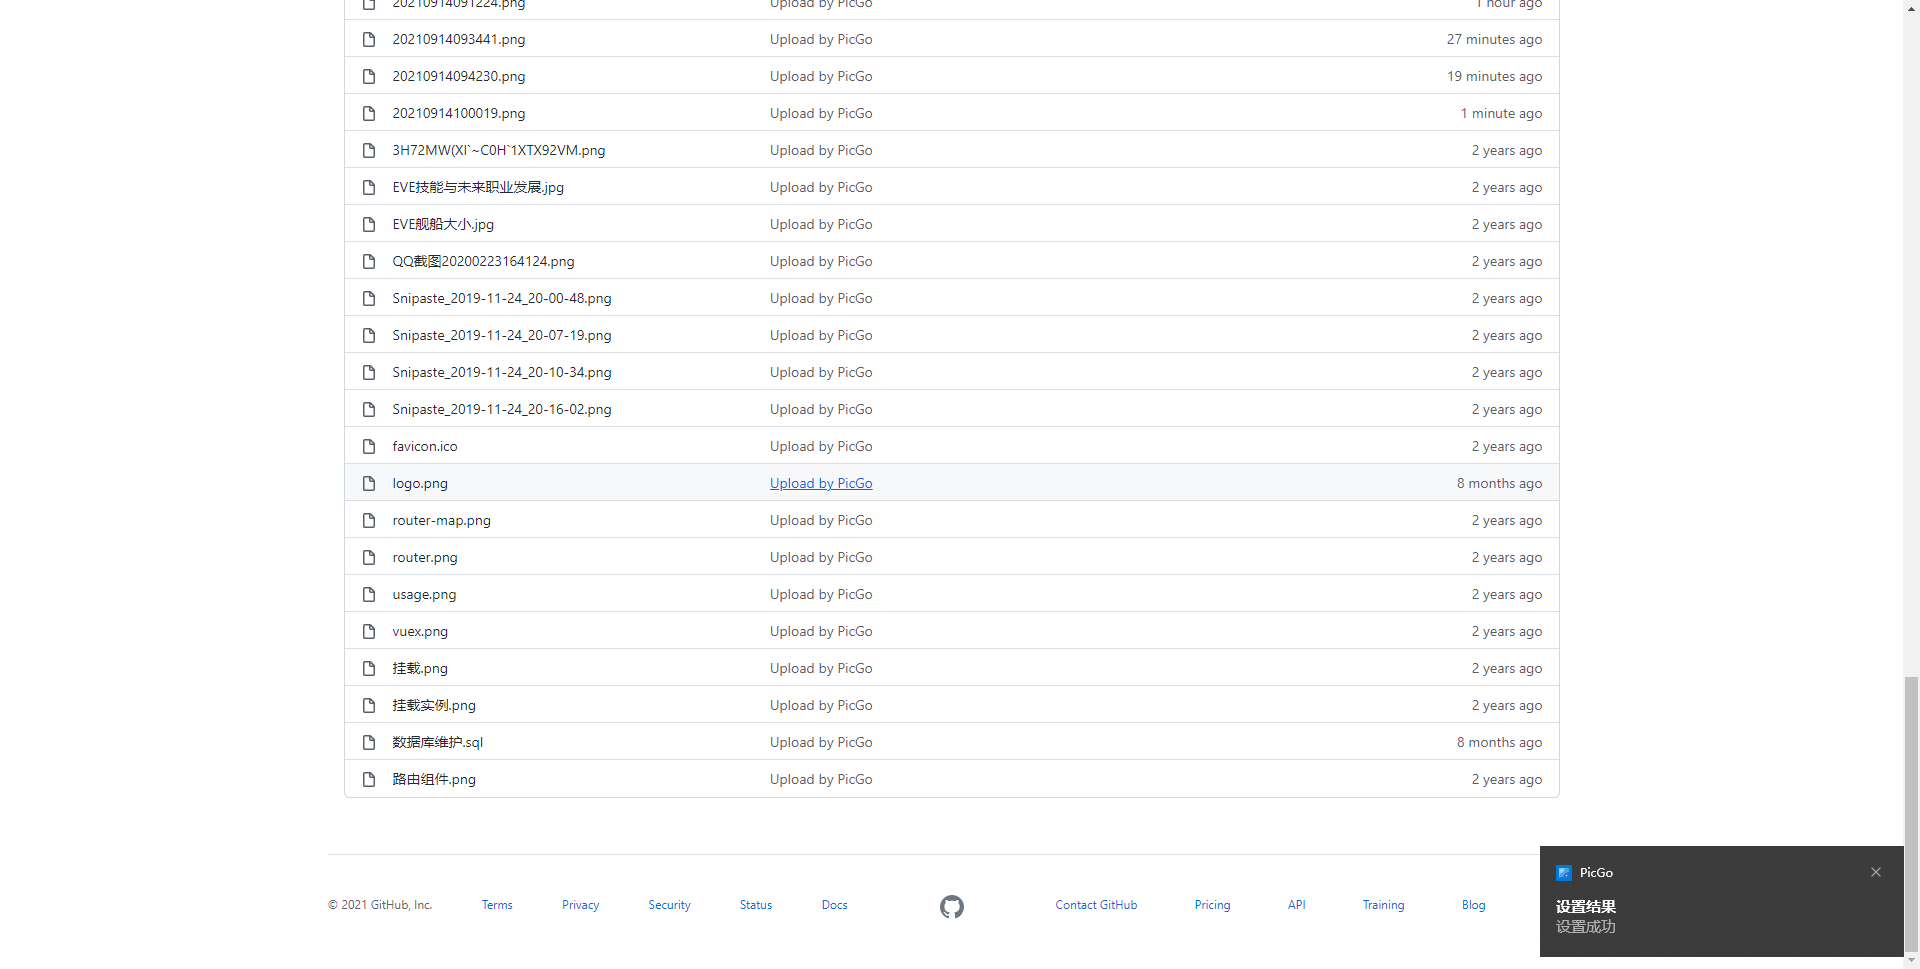 20210914091224.png Upload by PicGo 1 hour ago
20210914093441.png Upload by PicGo 27 minutes ago
20210914094230.png Upload by PicGo 19 minutes ago
20210914100019.png Upload by PicGo 1 minute ago
3H72MW(XI`~C0H`1XTX92VM.png Upload by PicGo 2 years ago
EVE技能与未来职业发展.jpg Upload by PicGo 2 years ago
EVE舰船大小.jpg Upload by PicGo 2 years ago
QQ截图20200223164124.png Upload by PicGo 2 years ago
Snipaste_2019-11-24_20-00-48.png Upload by PicGo 2 years ago
Snipaste_2019-11-24_20-07-19.png Upload by PicGo 2 years ago
Snipaste_2019-11-24_20-10-34.png Upload by PicGo 2 years ago
Snipaste_2019-11-24_20-16-02.png Upload by PicGo 2 years ago
favicon.ico Upload by PicGo 2 years ago
logo.png Upload by PicGo 8 months ago
router-map.png Upload by PicGo 2 years ago
router.png Upload by PicGo 2 years ago
usage.png Upload by PicGo 2 years ago
vuex.png Upload by PicGo 2 years ago
挂载.png Upload by PicGo 2 years ago
挂载实例.png Upload by PicGo 2 years ago
数据库维护.sql Upload by PicGo 8 months ago
路由组件.png Upload by PicGo 2 years ago
© 2021 GitHub, Inc. Terms Privacy Security Status Docs Contact GitHub Pricing API Training Blog
PicGo
设置结果
设置成功